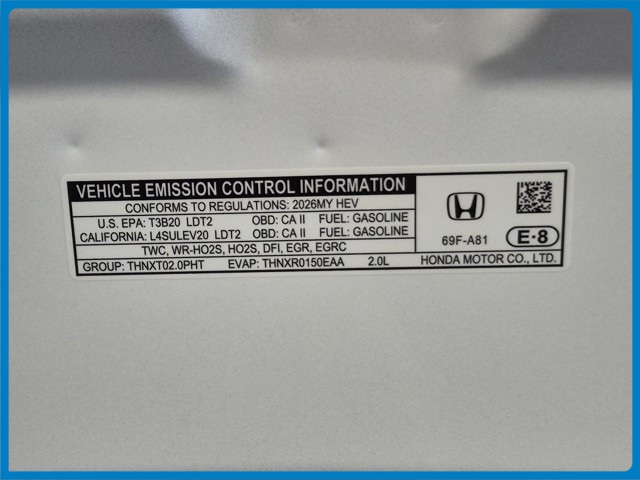 VEHICLE EMISSION CONTROL INFORMATION
CONFORMS TO REGULATIONS: 2026MY HEV
U.S. EPA: T3B20 LDT2 OBD: CA II FUEL: GASOLINE
CALIFORNIA: L4SULEV20 LDT2 OBD: CA II FUEL: GASOLINE
TWC, WR-HO2S, HO2S, DFI, EGR, EGRC
GROUP: THNXT02.0PHT EVAP: THNXR0150EAA 2.0L
69F-A81 E-8
HONDA MOTOR CO., LTD.